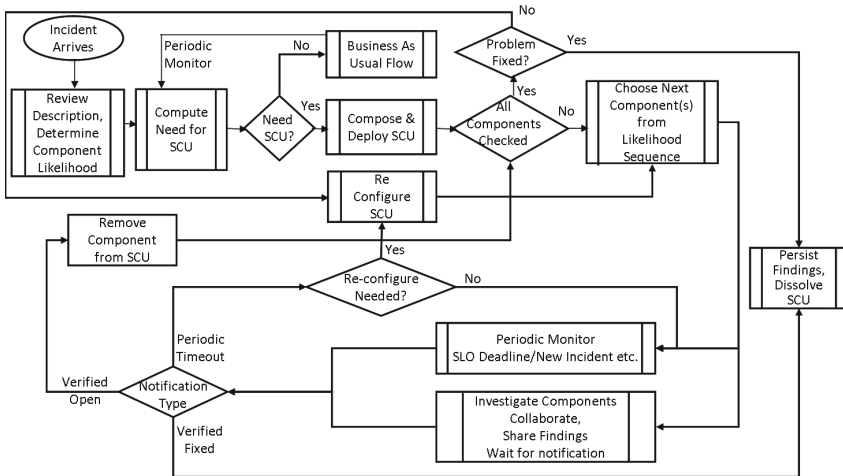 Incident
Arrives
Review
Description,
Determine
Component
Likelihood
Periodic
Monitor
Compute
Need for
SCU
Need
SCU?
No
Yes
Business As
Usual Flow
Compose &
Deploy SCU
No
Problem
Fixed?
Yes
Yes
All
Components
Checked
No
Choose Next
Component(s)
from
Likelihood
Sequence
Re
Configure
SCU
Remove
Component
from SCU
Yes
Re-configure
Needed?
No
Persist
Findings,
Dissolve
SCU
Periodic
Timeout
Periodic Monitor
SLO Deadline/New Incident etc.
Verified
Open
Notification
Type
Verified
Fixed
Investigate Components
Collaborate,
Share Findings
Wait for notification